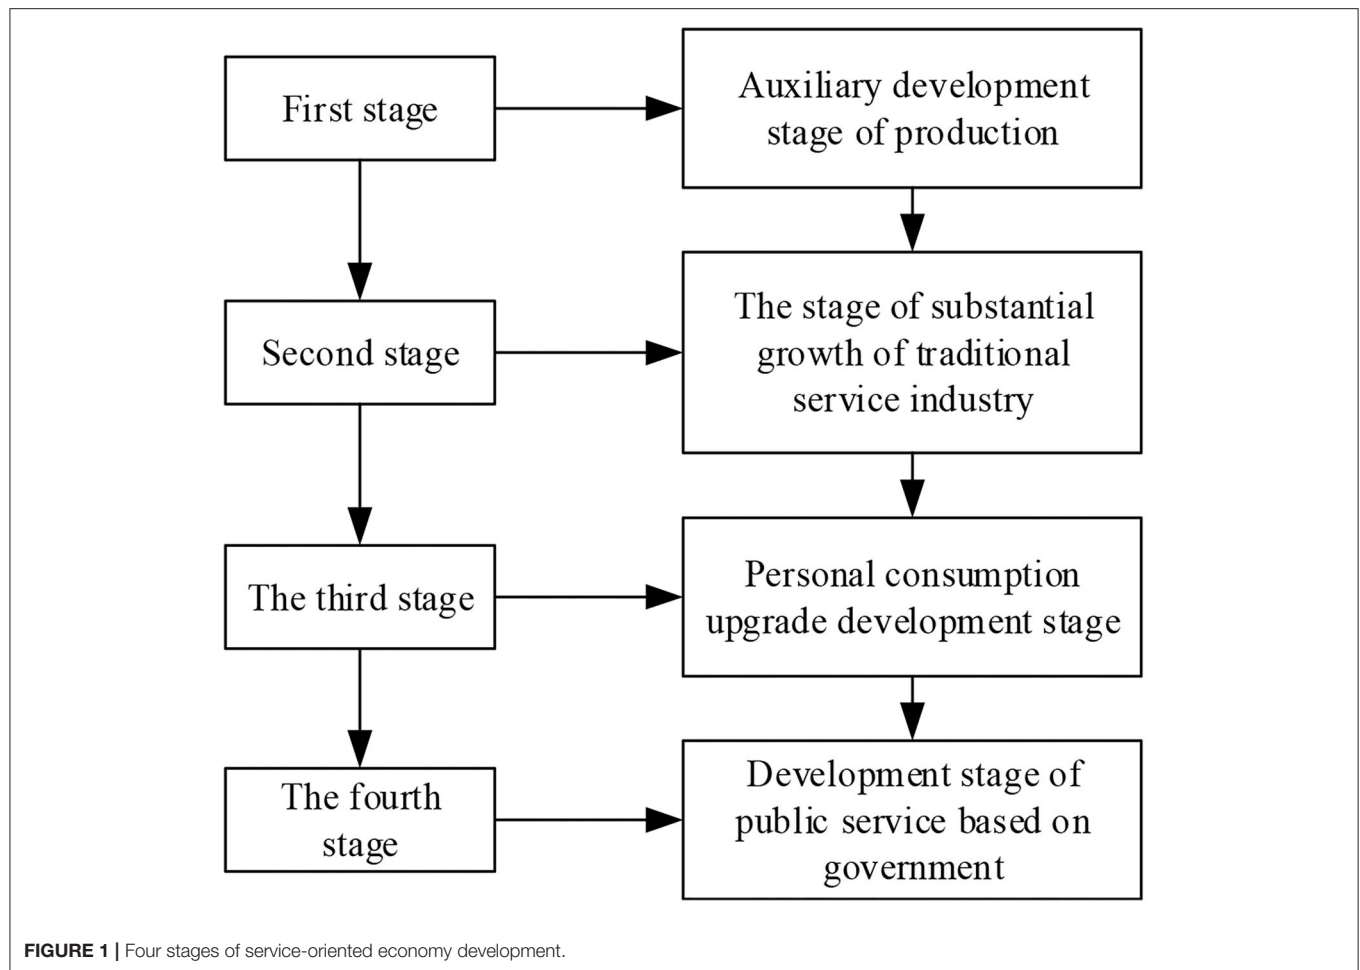 First stage
Auxiliary development
stage of production
Second stage
The stage of substantial
growth of traditional
service industry
The third stage
Personal consumption
upgrade development stage
The fourth
stage
Development stage of
public service based on
government
FIGURE 1 | Four stages of service-oriented economy development.